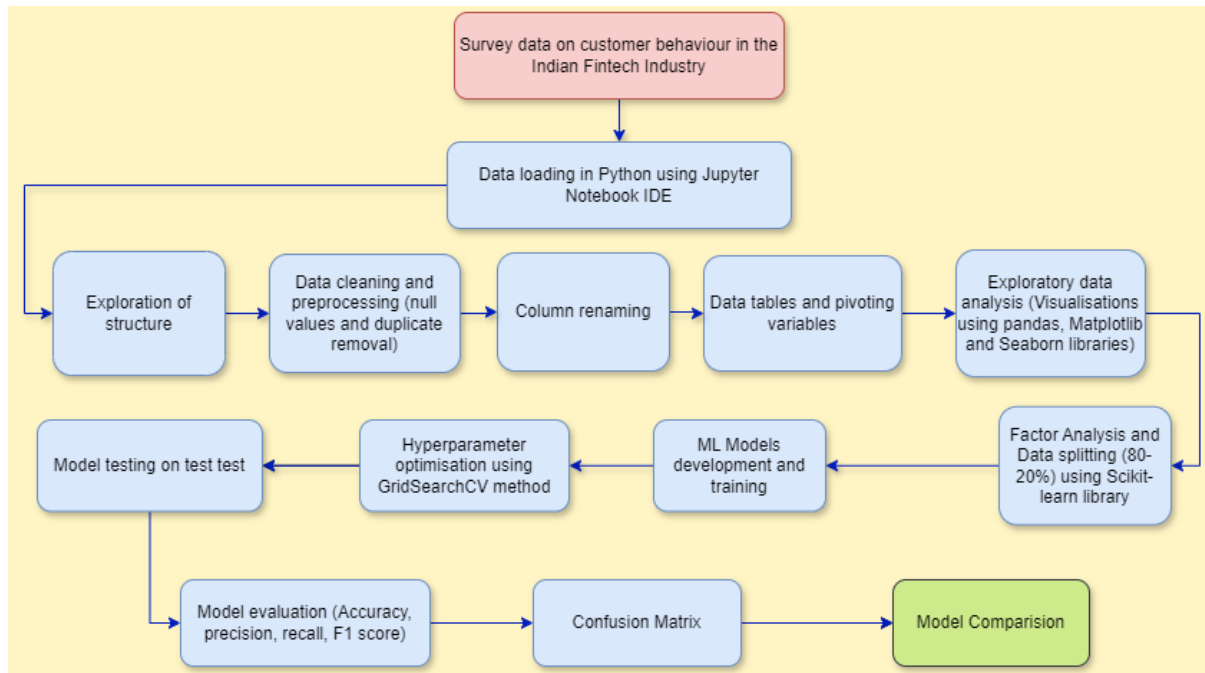 Survey data on customer behaviour in the
Indian Fintech Industry
Data loading in Python using Jupyter
Notebook IDE
Exploration of
structure
Data cleaning and
preprocessing (null
values and duplicate
removal)
Column renaming
Data tables and pivoting
variables
Exploratory data
analysis (Visualisations
using pandas, Matplotlib
and Seaborn libraries)
Factor Analysis and
Data splitting (80-
20%) using Scikit-
learn library
ML Models
development and
training
Hyperparameter
optimisation using
GridSearchCV method
Model testing on test test
Model evaluation (Accuracy,
precision, recall, F1 score)
Confusion Matrix
Model Comparision